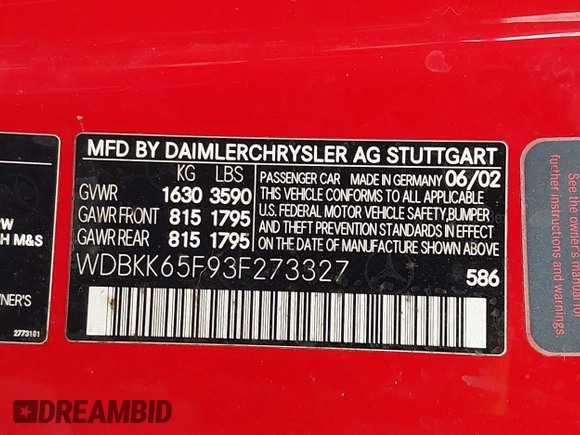 MFD BY DAIMLERCHRYSLER AG STUTTGART
KG LBS
GVWR 1630 3590
GAWR FRONT 815 1795
GAWR REAR 815 1795
PASSENGER CAR MADE IN GERMANY 06/02
THIS VEHICLE CONFORMS TO ALL APPLICABLE
U.S. FEDERAL MOTOR VEHICLE SAFETY, BUMPER
AND THEFT PREVENTION STANDARDS IN EFFECT
ON THE DATE OF MANUFACTURE SHOWN ABOVE.
WDBKK65F93F273327
586
H M&S
NER'S
2773101
See the owner's manual for
further instructions and
DREAMBID